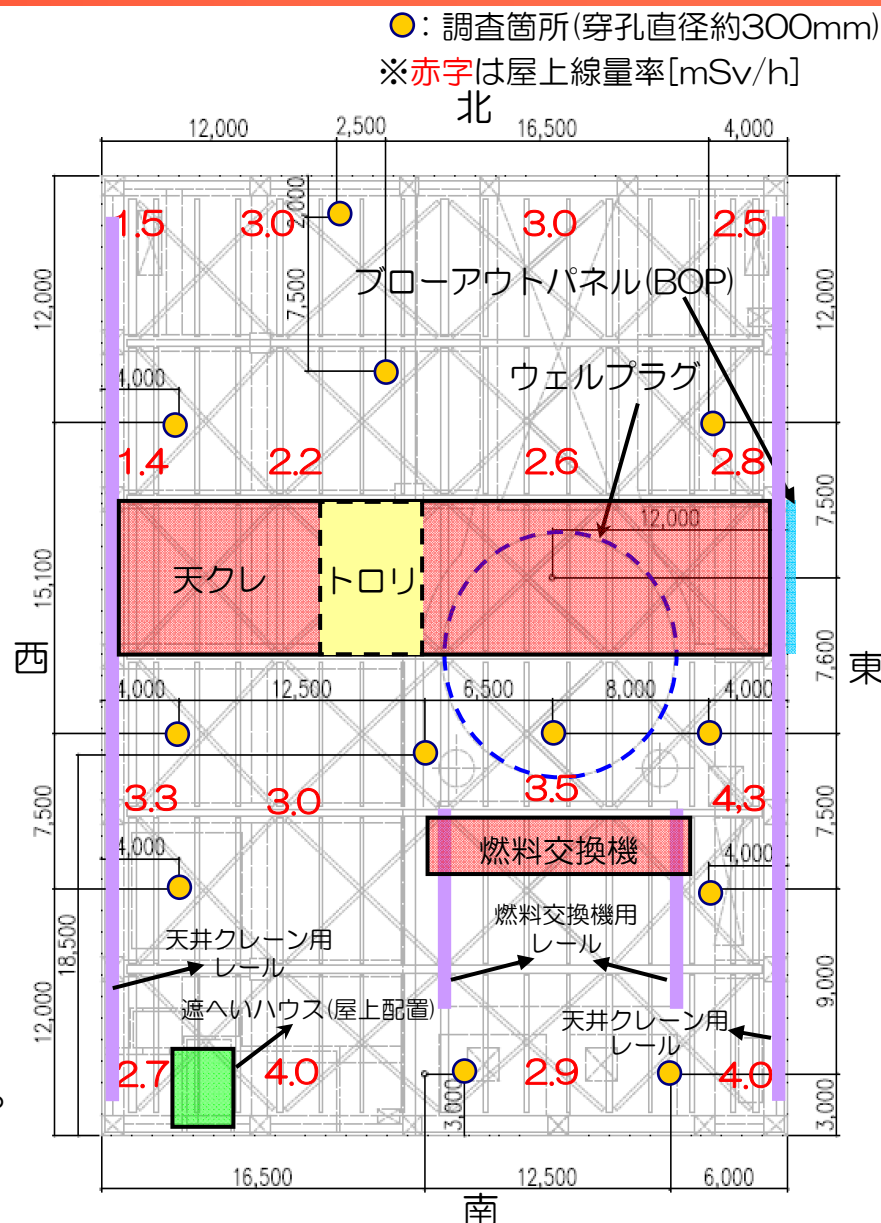 ●: 調査箇所(穿孔直径約300mm)
※赤字は屋上線量率[mSv/h]
北
12,000 2,500 16,500 4,000
2,000
1.5 3.0 3.0 2.5
12,000 7,500 ブローアウトパネル(BOP) 12,000
ウェルプラグ
4,000
1.4 2.2 2.6 2.8
7,500
12,000
15,100 天クレ トロリ
西 7,600 東
4,000 12,500 6,500 8,000 4,000
3.3 3.0 3.5 4,3
7,500 7,500
4,000 燃料交換機 4,000
18,500
天井クレーン用
レール
燃料交換機用
レール
12,000 9,000
遮へいハウス(屋上配置)
天井クレーン用
レール
2.7 4.0 2.9 4.0
。
3,000 3,000
16,500 12,500 6,000
南